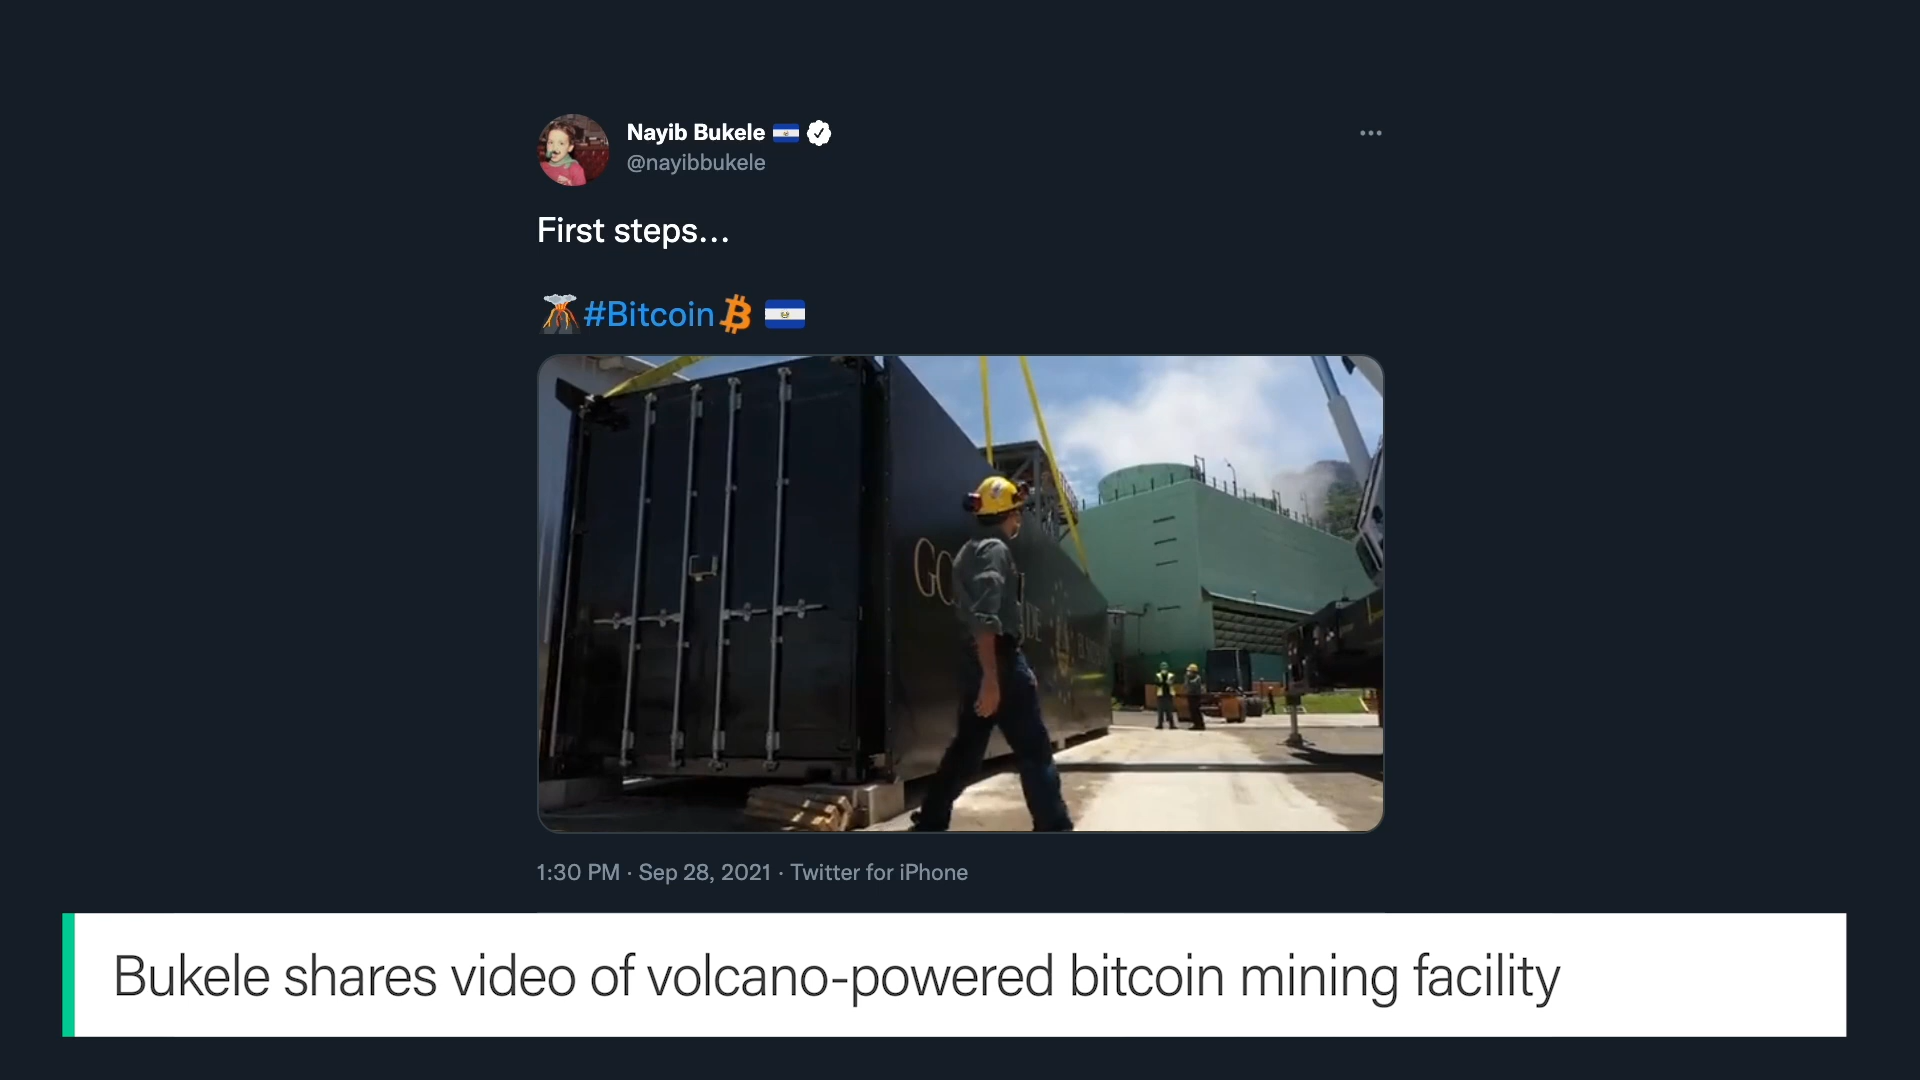 Nayib Bukele
@nayibbukele
First steps...
#Bitcoin
1:30 PM · Sep 28, 2021 · Twitter for iPhone
Bukele shares video of volcano-powered bitcoin mining facility